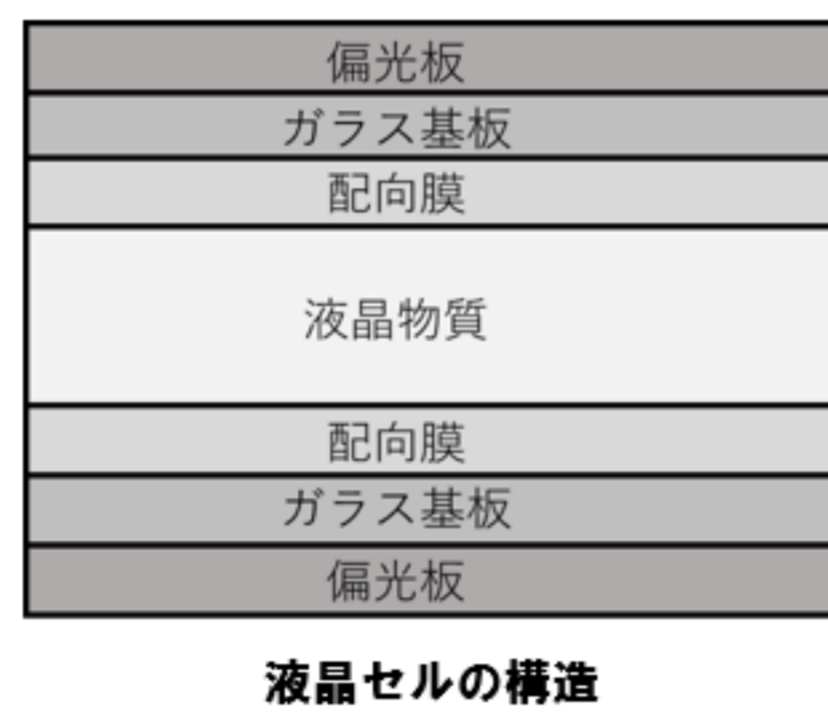 偏光板
ガラス基板
配向膜
液晶物質
配向膜
ガラス基板
偏光板
液晶セルの構造